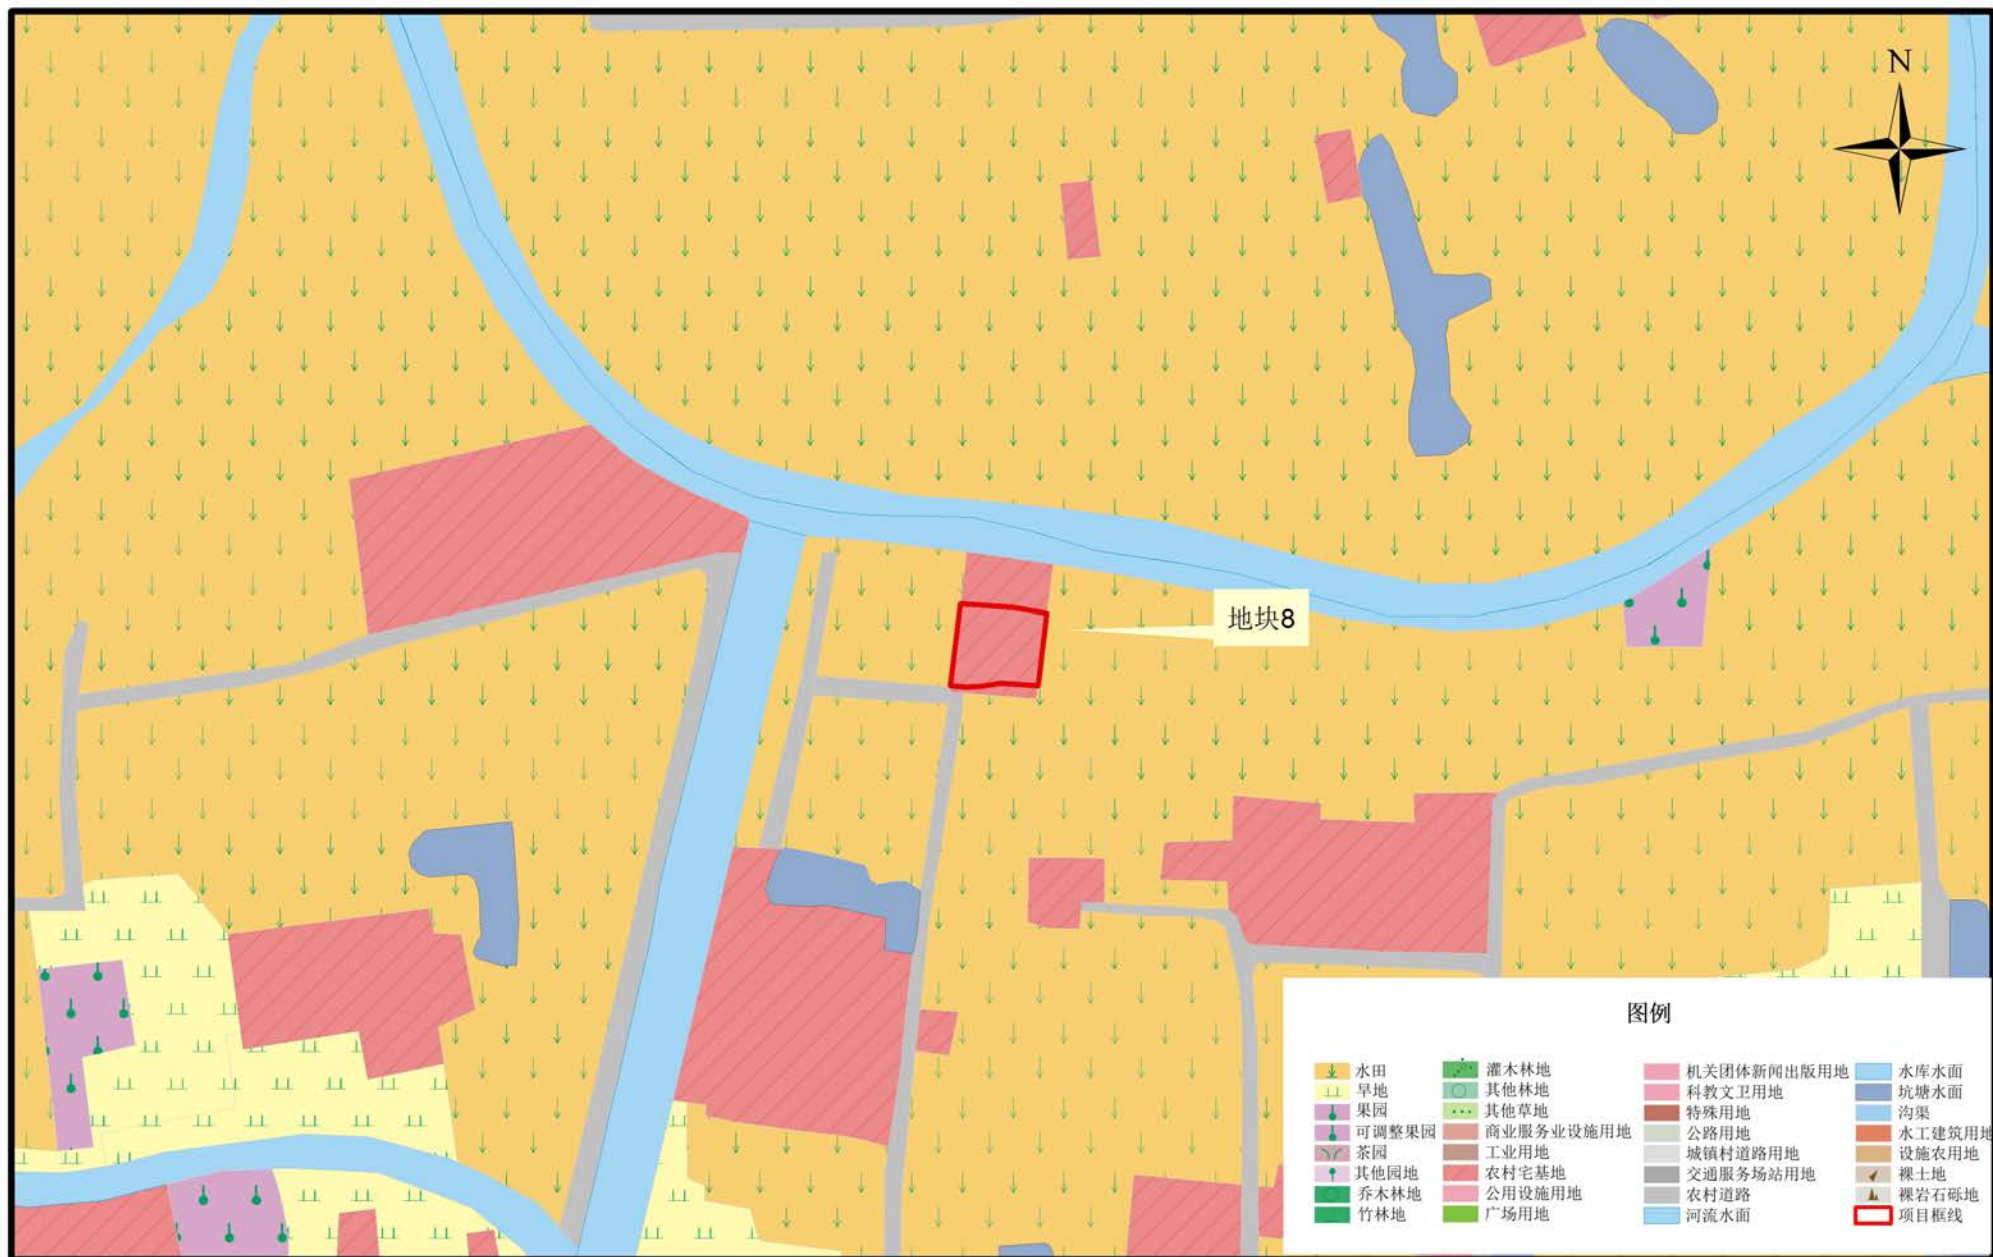 N
地块8
图例
水田
旱地
果园
可调整果园
茶园
其他园地
乔木林地
竹林地
灌木林地
其他林地
其他草地
商业服务业设施用地
工业用地
农村宅基地
公用设施用地
广场用地
机关团体新闻出版用地
科教文卫用地
特殊用地
公路用地
城镇村道路用地
交通服务场站用地
农村道路
河流水面
水库水面
坑塘水面
沟渠
水工建筑用地
设施农用地
裸土地
裸岩石砾地
项目框线